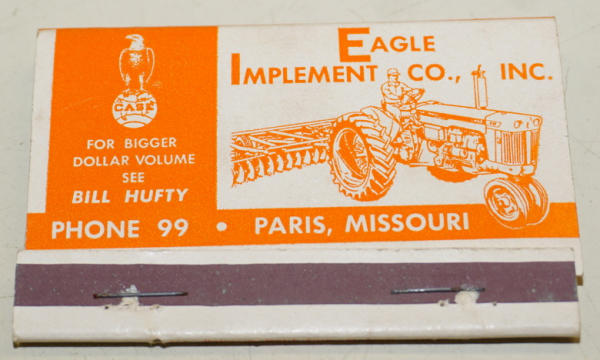 CASE
FOR BIGGER
DOLLAR VOLUME
SEE
BILL HUFTY
EAGLE
IMPLEMENT CO., INC.
PHONE 99 • PARIS, MISSOURI